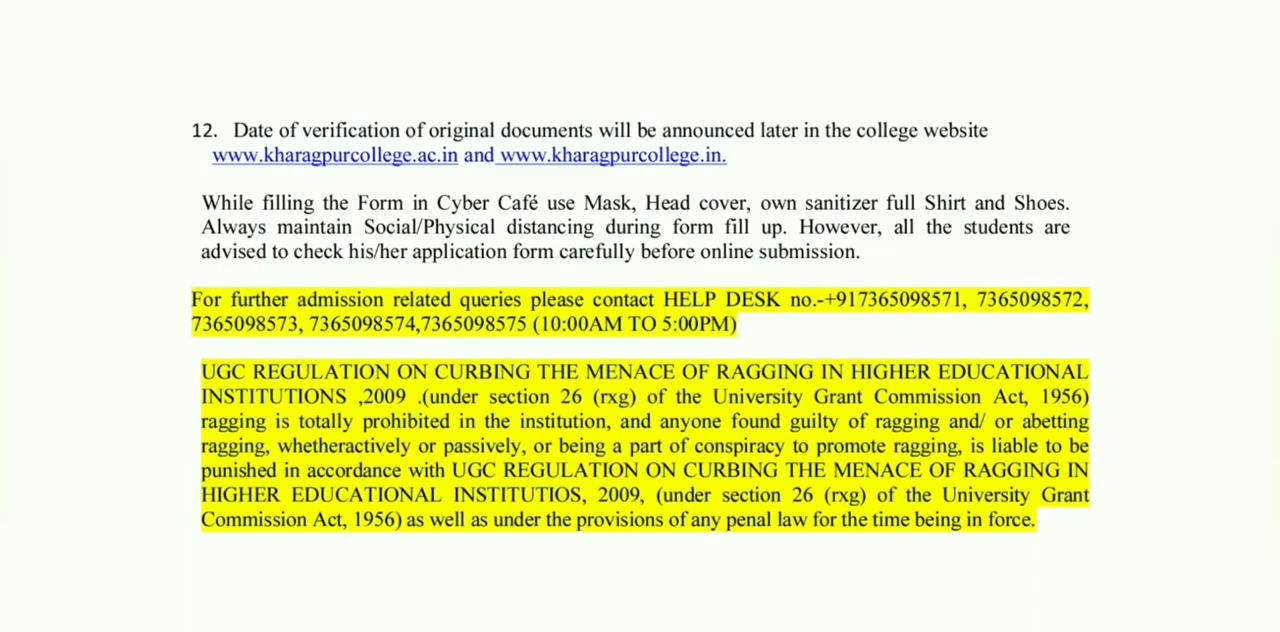 12. Date of verification of original documents will be announced later in the college website
www.kharagpurcollege.ac.in and www.kharagpurcollege.in.
While filling the Form in Cyber Café use Mask, Head cover, own sanitizer full Shirt and Shoes.
Always maintain Social/Physical distancing during form fill up. However, all the students are
advised to check his/her application form carefully before online submission.
For further admission related queries please contact HELP DESK no.-+917365098571, 7365098572,
7365098573, 7365098574,7365098575 (10:00AM TO 5:00PM)
UGC REGULATION ON CURBING THE MENACE OF RAGGING IN HIGHER EDUCATIONAL
INSTITUTIONS ,2009 .(under section 26 (rxg) of the University Grant Commission Act, 1956)
ragging is totally prohibited in the institution, and anyone found guilty of ragging and/ or abetting
ragging, whetheractively or passively, or being a part of conspiracy to promote ragging, is liable to be
punished in accordance with UGC REGULATION ON CURBING THE MENACE OF RAGGING IN
HIGHER EDUCATIONAL INSTITUTIOS, 2009, (under section 26 (rxg) of the University Grant
Commission Act, 1956) as well as under the provisions of any penal law for the time being in force.